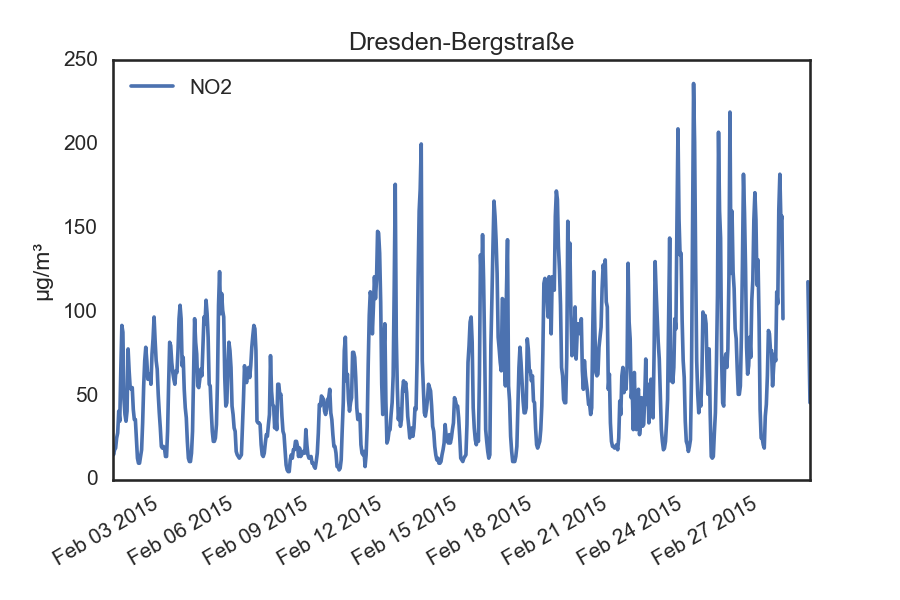 Dresden-Bergstraße
NO2
µg/m³
250
200
150
100
50
0
Feb 03 2015
Feb 06 2015
Feb 09 2015
Feb 12 2015
Feb 15 2015
Feb 18 2015
Feb 21 2015
Feb 24 2015
Feb 27 2015